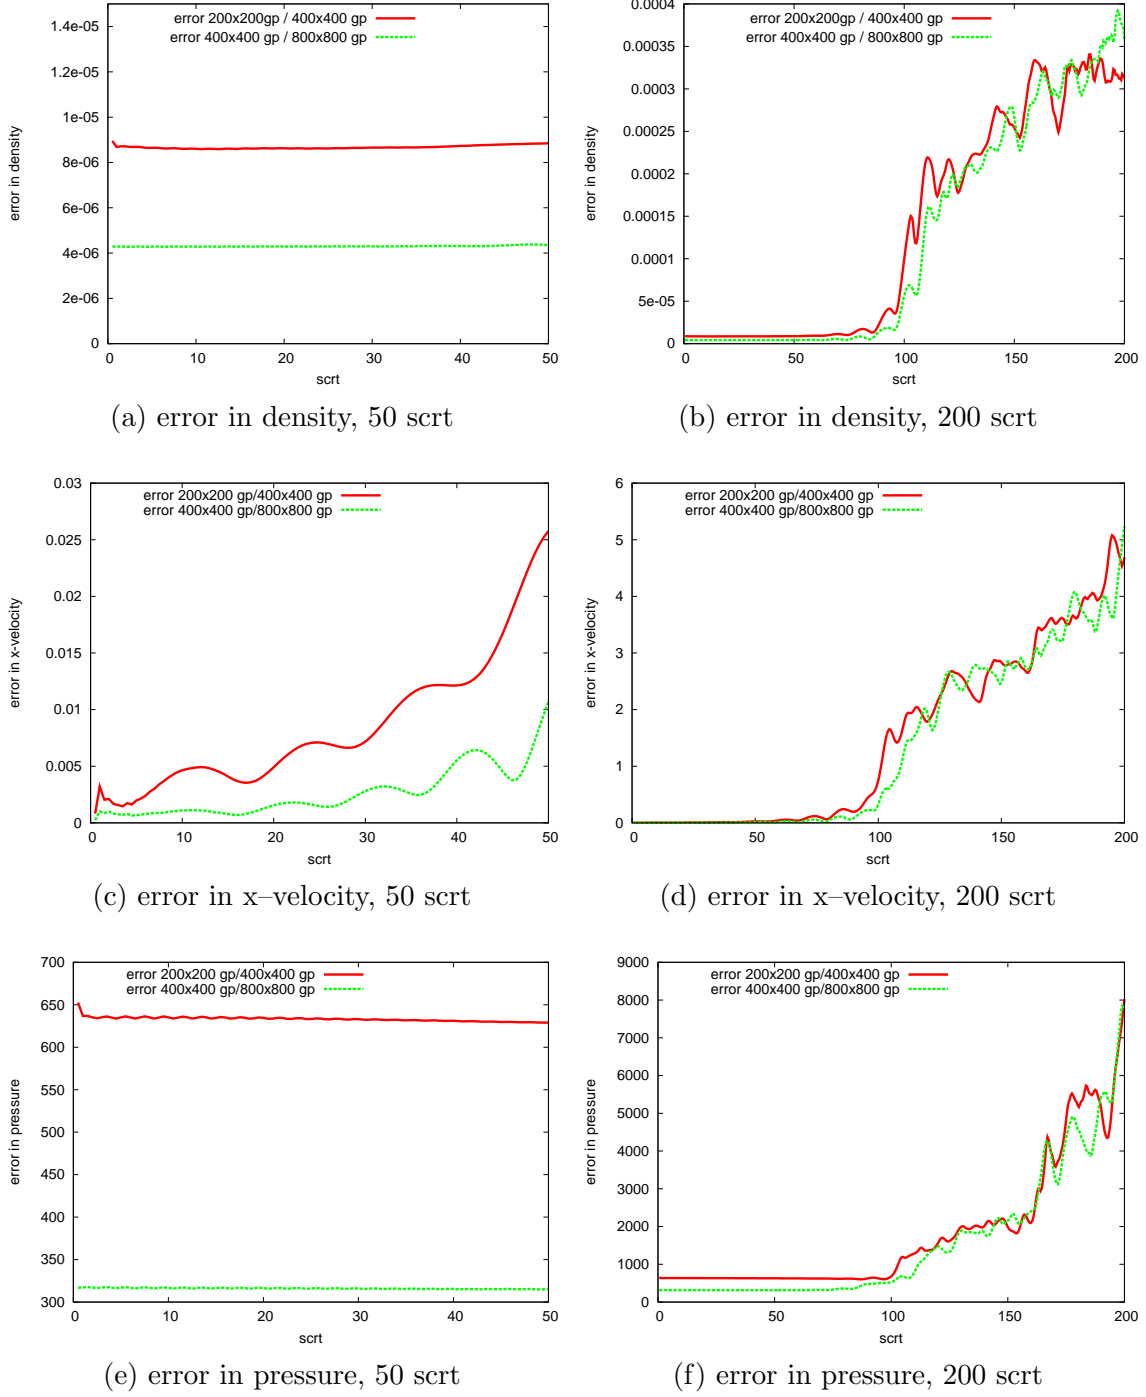 error 200x200gp / 400x400 gp
error 400x400 gp / 800x800 gp
1.4e-05
1.2e-05
1e-05
8e-06
6e-06
4e-06
2e-06
0
error in density
0 10 20 30 40 50
scrt
(a) error in density, 50 scrt
error 200x200gp / 400x400 gp
error 400x400 gp / 800x800 gp
0.0004
0.00035
0.0003
0.00025
0.0002
0.00015
0.0001
5e-05
0
error in density
0 50 100 150 200
scrt
(b) error in density, 200 scrt
error 200x200 gp/400x400 gp
error 400x400 gp/800x800 gp
0.03
0.025
0.02
0.015
0.01
0.005
0
error in x-velocity
0 10 20 30 40 50
scrt
(c) error in x–velocity, 50 scrt
error 200x200 gp/400x400 gp
error 400x400 gp/800x800 gp
6
5
4
3
2
1
0
error in x-velocity
50 100 150 200
scrt
(d) error in x–velocity, 200 scrt
error 200x200 gp/400x400 gp
error 400x400 gp/800x800 gp
700
650
600
550
500
450
400
350
300
error in pressure
0 10 20 30 40 50
scrt
(e) error in pressure, 50 scrt
error 200x200 gp/400x400 gp
error 400x400 gp/800x800 gp
9000
8000
7000
6000
5000
4000
3000
2000
1000
0
error in pressure
0 50 100 150 200
scrt
(f) error in pressure, 200 scrt